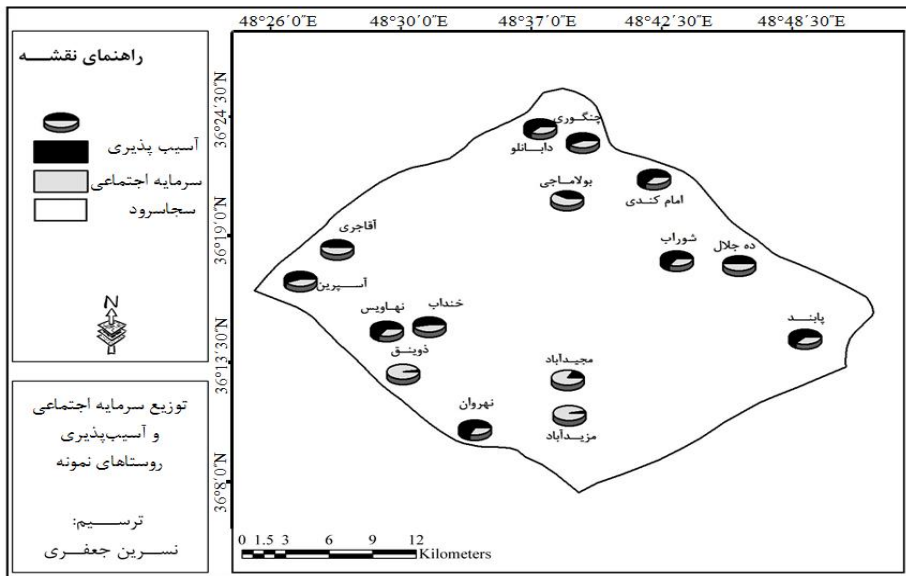 48°26′0″E 48°30′0″E 48°37′0″E 48°42′30″E 48°48′30″E
36°24′30″N
36°19′0″N
36°13′30″N
36°8′0″N
راهنمای نقشه
آسیب پذیری
سرمایه اجتماعی
سجاسرود
N
توزیع سرمایه اجتماعی
و
آسیب‌پذیری
روستاهای نمونه
ترسیم:
نسرین جعفری
چنگوری
دابانلو
بولاماجی
امام کندی
آقاجری
شوراب
ده جلال
آسپرین
نهاویس
خنداب
پابند
ذوینق
مجیدآباد
نهروان
مزیدآباد
0 1.5 3 6 9 12
Kilometers